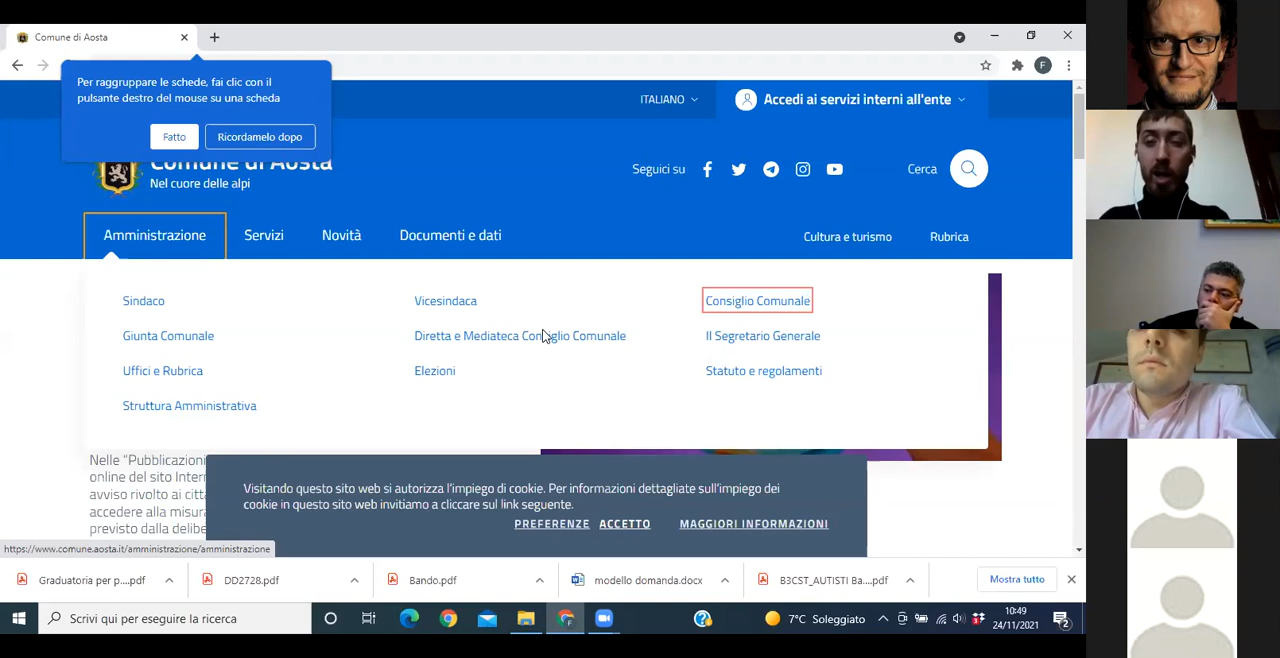 Comune di Aosta
Per raggruppare le schede, fai clic con il
pulsante destro del mouse su una scheda
Fatto
Ricordamelo dopo
F
ITALIANO
Accedi ai servizi interni all'ente
Comune di Aosta
Nel cuore delle alpi
Seguici su
Cerca
Amministrazione
Servizi
Novità
Documenti e dati
Cultura e turismo
Rubrica
Sindaco
Vicesindaca
Consiglio Comunale
Giunta Comunale
Diretta e Mediateca Consiglio Comunale
Il Segretario Generale
Uffici e Rubrica
Elezioni
Statuto e regolamenti
Struttura Amministrativa
Nelle "Pubblicazioni
online del sito Intern
avviso rivolto ai citta
accedere alla misura
previsto dalla delibe
Visitando questo sito web si autorizza l'impiego di cookie. Per informazioni dettagliate sull'impiego dei
cookie in questo sito web invitiamo a cliccare sul link seguente.
PREFERENZE
ACCETTO
MAGGIORI INFORMAZIONI
https://www.comune.aosta.it/amministrazione/amministrazione
Graduatoria per p....pdf
DD2728.pdf
Bando.pdf
modello domanda.docx
B3CST_AUTISTI Ba....pdf
Mostra tutto
Scrivi qui per eseguire la ricerca
7°C Soleggiato
10:49
24/11/2021
2